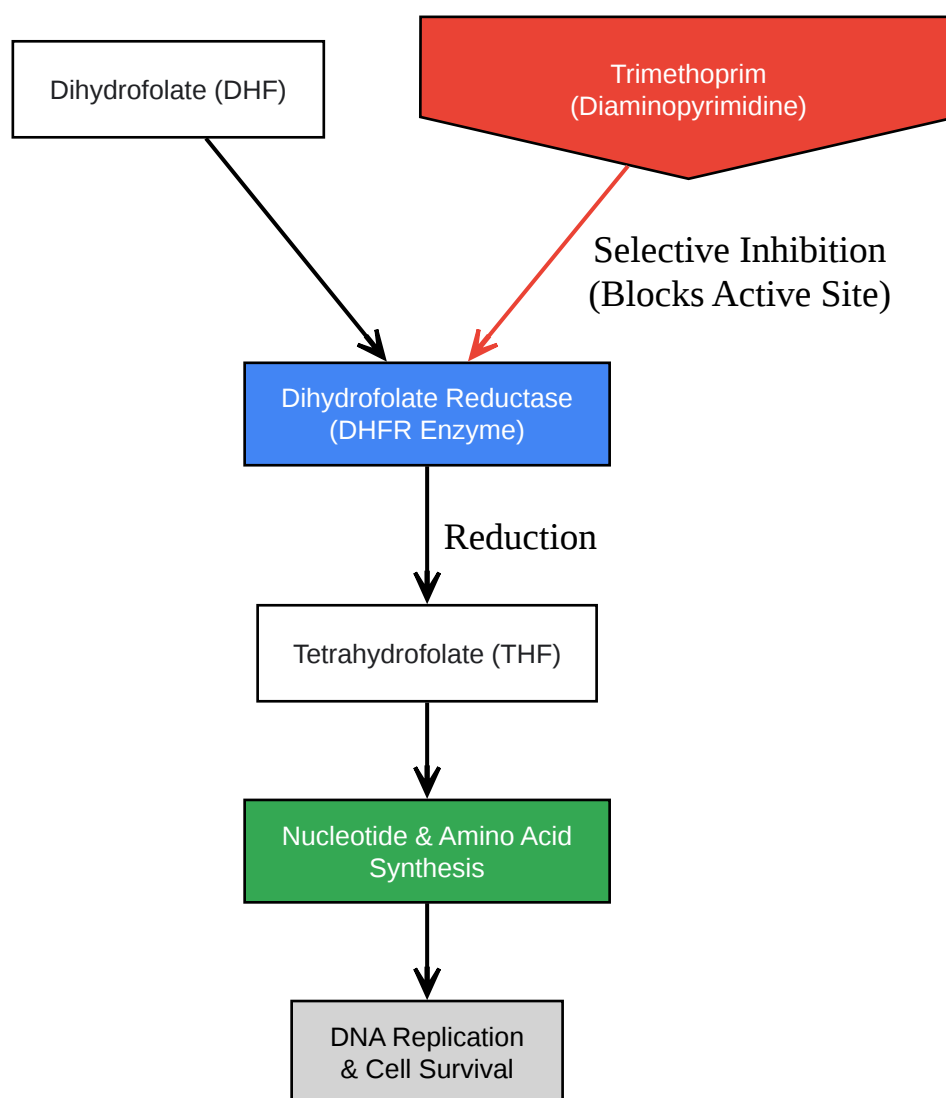 Dihydrofolate (DHF)
Trimethoprim
(Diaminopyrimidine)
Selective Inhibition
(Blocks Active Site)
Dihydrofolate Reductase
(DHFR Enzyme)
Reduction
Tetrahydrofolate (THF)
Nucleotide & Amino Acid
Synthesis
DNA Replication
& Cell Survival